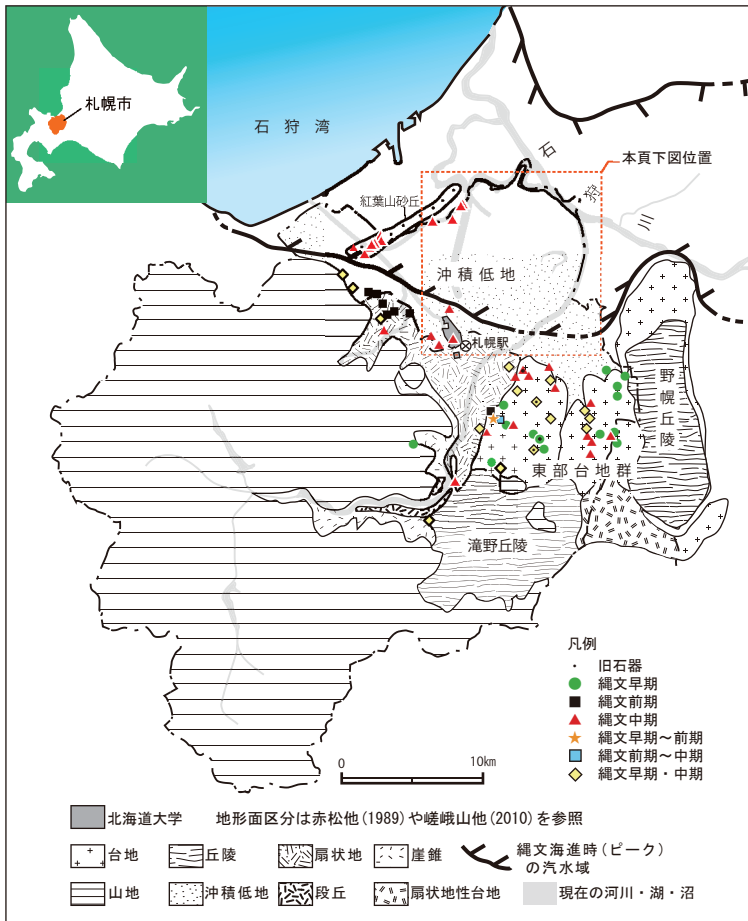 札幌市
石狩湾
石狩川
本頁下図位置
紅葉山砂丘
沖積低地
札幌駅
野幌丘陵
東部台地群
滝野丘陵
凡例
旧石器
縄文早期
縄文前期
縄文中期
縄文早期〜前期
縄文前期〜中期
縄文早期・中期
0 10km
北海道大学 地形面区分は赤松他(1989)や嵯峨山他(2010)を参照
台地 丘陵 扇状地 崖錐 縄文海進時(ピーク)
の汽水域
山地 沖積低地 段丘 扇状地性台地 現在の河川・湖・沼